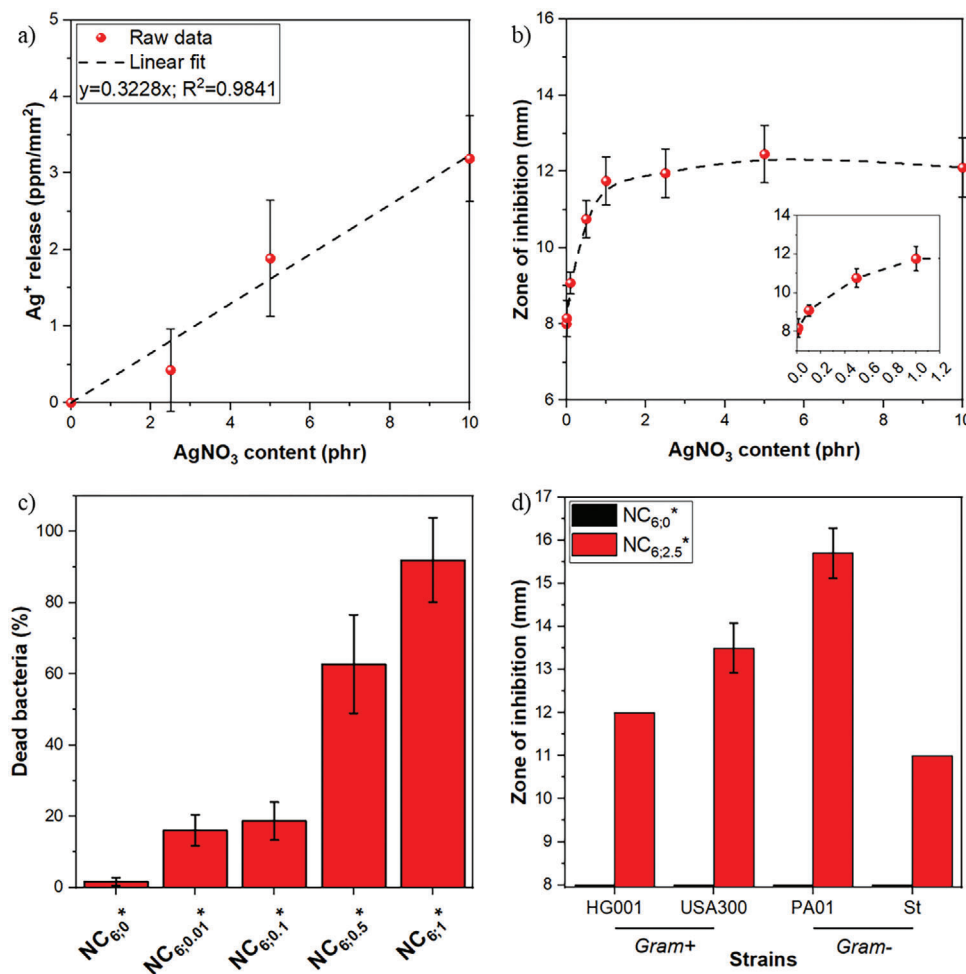 a)
Raw data
Linear fit
y=0.3228x; R²=0.9841
5
4
3
2
1
0
Ag⁺ release (ppm/mm²)
0 2 4 6 8 10
AgNO₃ content (phr)
b)
16
14
12
10
8
6
Zone of inhibition (mm)
14
12
10
8
0.0 0.2 0.4 0.6 0.8 1.0 1.2
0 2 4 6 8 10
AgNO₃ content (phr)
c)
100
80
60
40
20
0
Dead bacteria (%)
NC₆;₀* NC₆;₀.₀₁* NC₆;₀.₁* NC₆;₀.₅* NC₆;₁*
d)
NC₆;₀*
NC₆;₂.₅*
17
16
15
14
13
12
11
10
9
8
Zone of inhibition (mm)
HG001 USA300 PA01 St
Gram+ Gram-
Strains